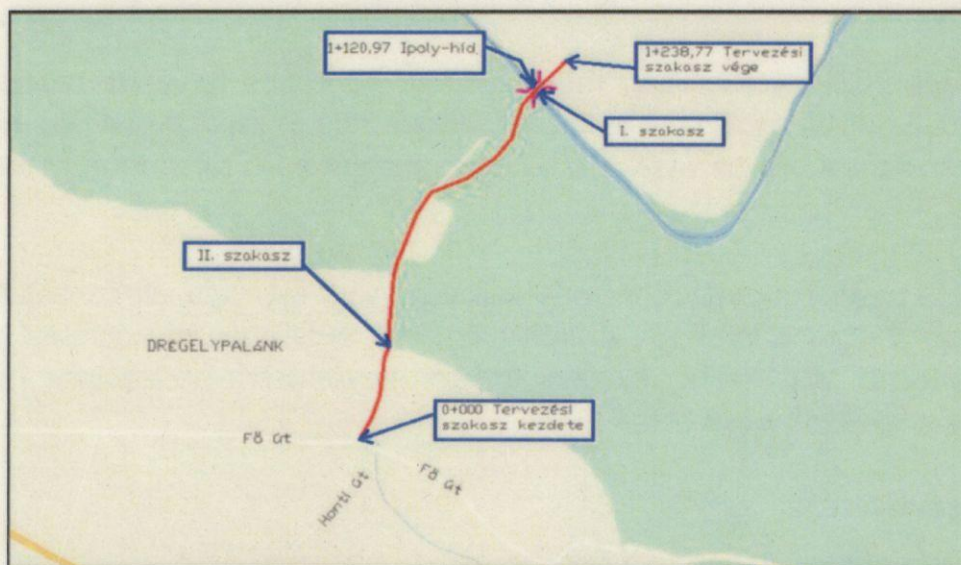 1+120,97 Ipoly-híd
1+238,77 Tervezési
szakasz vége
I. szakasz
II. szakasz
DRÉGELYPALÁNK
0+000 Tervezési
szakasz kezdete
Fő út
Fő út
Honti út